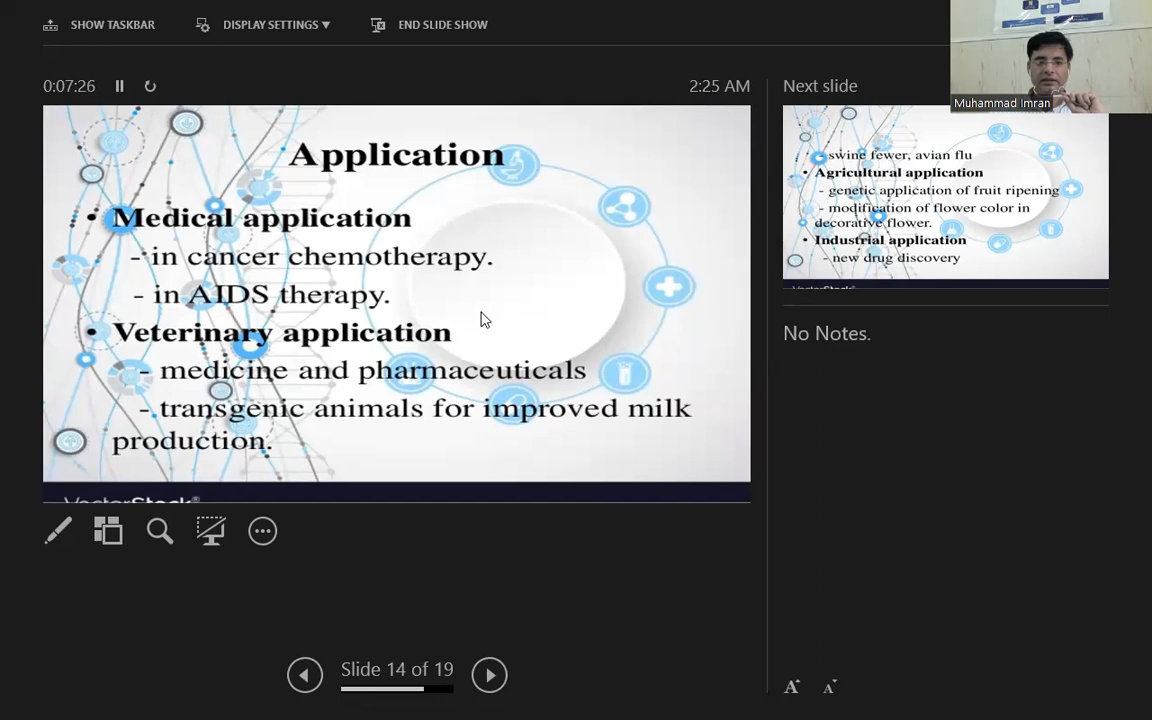 SHOW TASKBAR
DISPLAY SETTINGS ▼
END SLIDE SHOW
Muhammad Imran
0:07:26
2:25 AM
Next slide
Application
• Medical application
- in cancer chemotherapy.
- in AIDS therapy.
• Veterinary application
- medicine and pharmaceuticals
- transgenic animals for improved milk
production.
VectorStock®
- swine fewer, avian flu
• Agricultural application
- genetic application of fruit ripening
- modification of flower color in
decorative flower.
• Industrial application
- new drug discovery
No Notes.
Slide 14 of 19
A
A